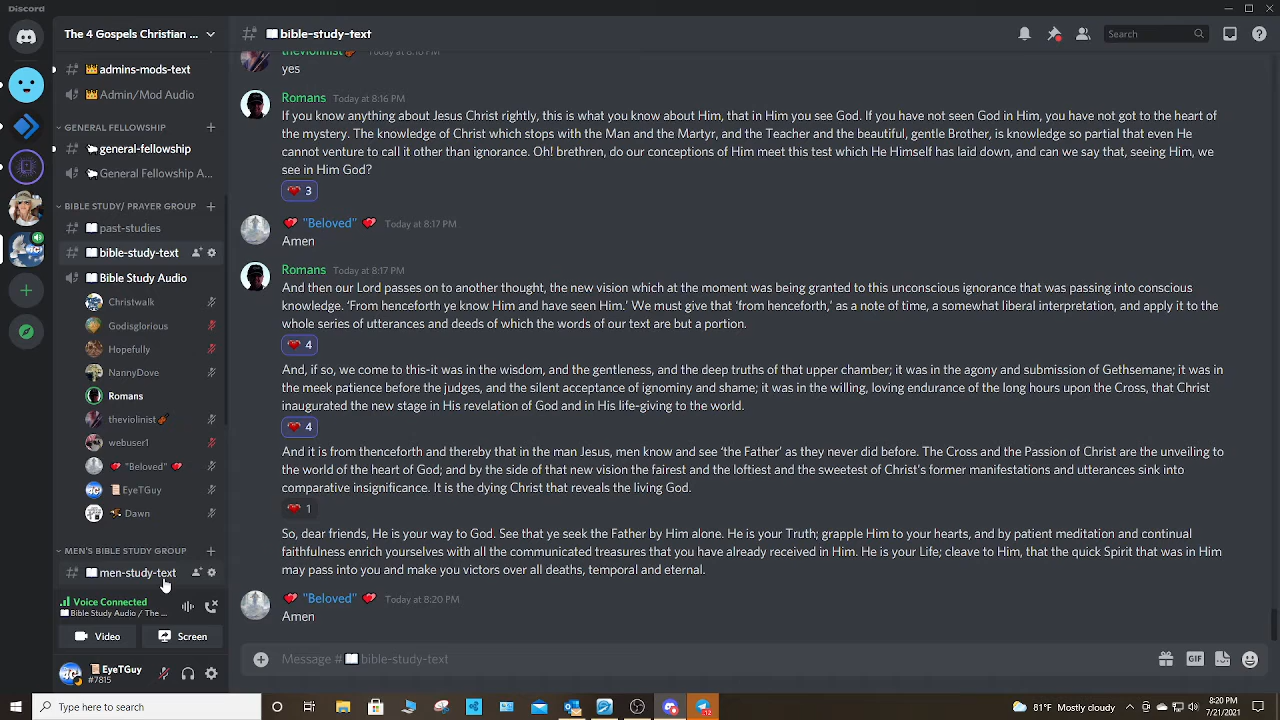 Discord
The 4 Gospels Christian ...
bible-study-text
Search
admins-mods-text
Admin/Mod Audio
GENERAL FELLOWSHIP
general-fellowship
General Fellowship A...
BIBLE STUDY/ PRAYER GROUP
past-studies
bible-study-text
Bible Study Audio
Christwalk
Godisglorious
Hopefully
NannyDove
Romans
theviolinist
webuser1
"Beloved"
EyeTGuy
Dawn
MEN'S BIBLE STUDY GROUP
men-study-text
Voice Connected
Bible Study Audio / The ...
Video
Screen
EyeTGuy
#7815
theviolinist Today at 8:16 PM
yes
Romans Today at 8:16 PM
If you know anything about Jesus Christ rightly, this is what you know about Him, that in Him you see God. If you have not seen God in Him, you have not got to the heart of
the mystery. The knowledge of Christ which stops with the Man and the Martyr, and the Teacher and the beautiful, gentle Brother, is knowledge so partial that even He
cannot venture to call it other than ignorance. Oh! brethren, do our conceptions of Him meet this test which He Himself has laid down, and can we say that, seeing Him, we
see in Him God?
3
"Beloved" Today at 8:17 PM
Amen
Romans Today at 8:17 PM
And then our Lord passes on to another thought, the new vision which at the moment was being granted to this unconscious ignorance that was passing into conscious
knowledge. ‘From henceforth ye know Him and have seen Him.’ We must give that ‘from henceforth,’ as a note of time, a somewhat liberal interpretation, and apply it to the
whole series of utterances and deeds of which the words of our text are but a portion.
4
And, if so, we come to this-it was in the wisdom, and the gentleness, and the deep truths of that upper chamber; it was in the agony and submission of Gethsemane; it was in
the meek patience before the judges, and the silent acceptance of ignominy and shame; it was in the willing, loving endurance of the long hours upon the Cross, that Christ
inaugurated the new stage in His revelation of God and in His life-giving to the world.
4
And it is from thenceforth and thereby that in the man Jesus, men know and see ‘the Father’ as they never did before. The Cross and the Passion of Christ are the unveiling to
the world of the heart of God; and by the side of that new vision the fairest and the loftiest and the sweetest of Christ's former manifestations and utterances sink into
comparative insignificance. It is the dying Christ that reveals the living God.
1
So, dear friends, He is your way to God. See that ye seek the Father by Him alone. He is your Truth; grapple Him to your hearts, and by patient meditation and continual
faithfulness enrich yourselves with all the communicated treasures that you have already received in Him. He is your Life; cleave to Him, that the quick Spirit that was in Him
may pass into you and make you victors over all deaths, temporal and eternal.
"Beloved" Today at 8:20 PM
Amen
Message # bible-study-text
GIF
Type here to search
12
81°F Mostly cloudy
8:20 PM
7/21/2021